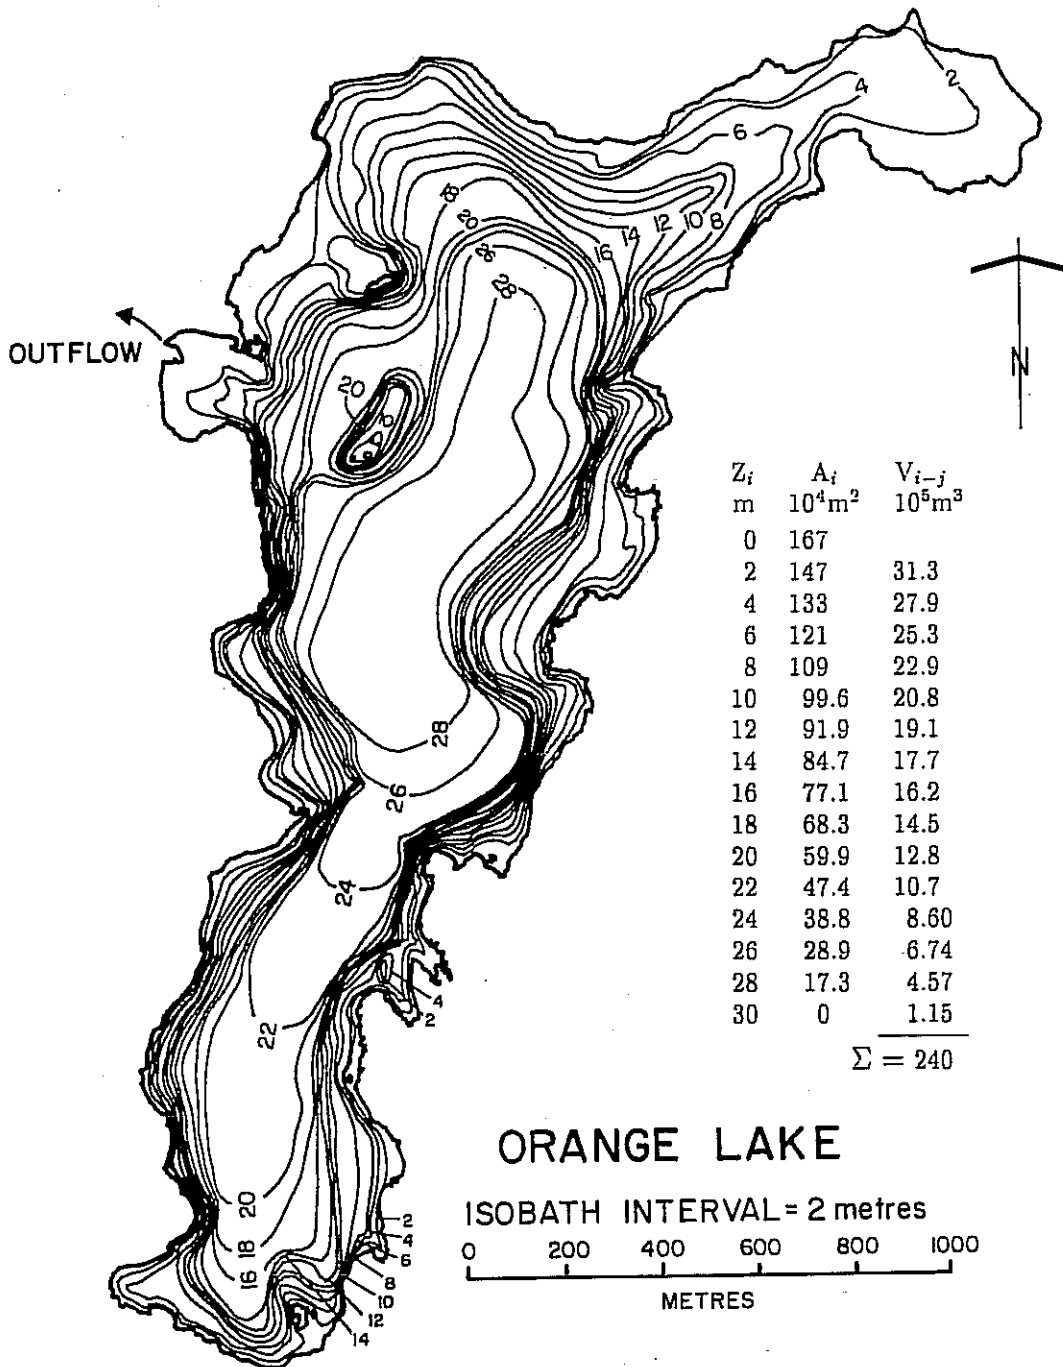 2
4
6
18
20
26
28
16
14
12
10
8
OUTFLOW
N
20
10
28
26
24
4
2
22
20
18
16
2
4
6
8
10
12
14
Z_i A_i V_{i-j}
m 10⁴m² 10⁵m³
0 167
2 147 31.3
4 133 27.9
6 121 25.3
8 109 22.9
10 99.6 20.8
12 91.9 19.1
14 84.7 17.7
16 77.1 16.2
18 68.3 14.5
20 59.9 12.8
22 47.4 10.7
24 38.8 8.60
26 28.9 6.74
28 17.3 4.57
30 0 1.15
Σ = 240
ORANGE LAKE
ISOBATH INTERVAL = 2 metres
0 200 400 600 800 1000
METRES